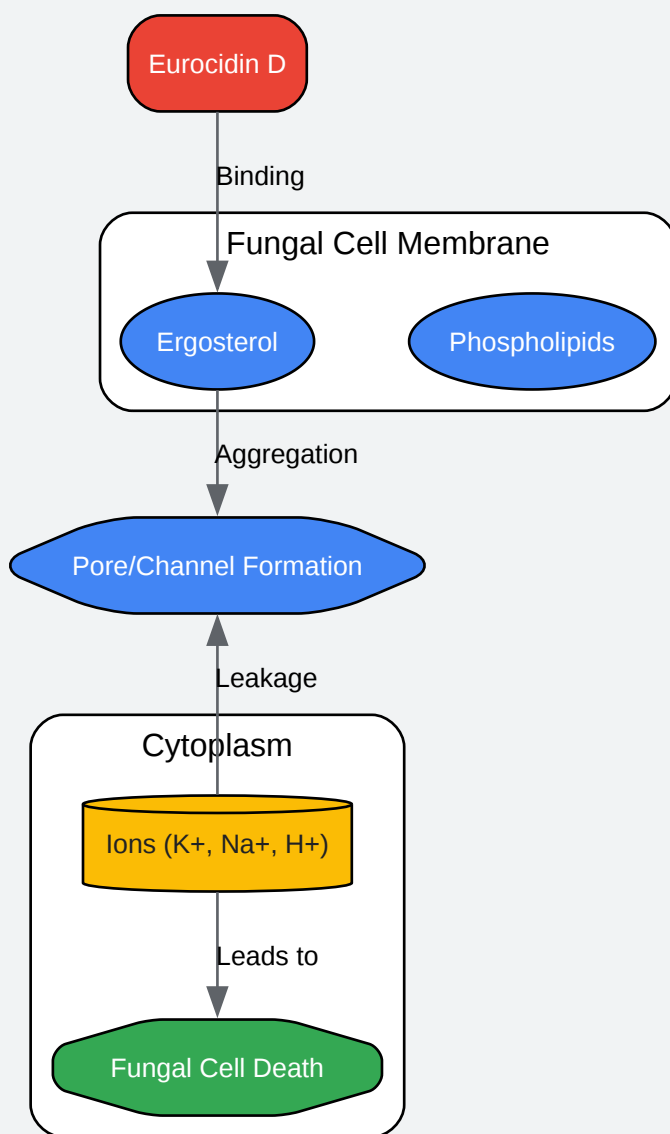 Eurocidin D
Binding
Fungal Cell Membrane
Ergosterol
Phospholipids
Aggregation
Pore/Channel Formation
Leakage
Cytoplasm
Ions (K+, Na+, H+)
Leads to
Fungal Cell Death